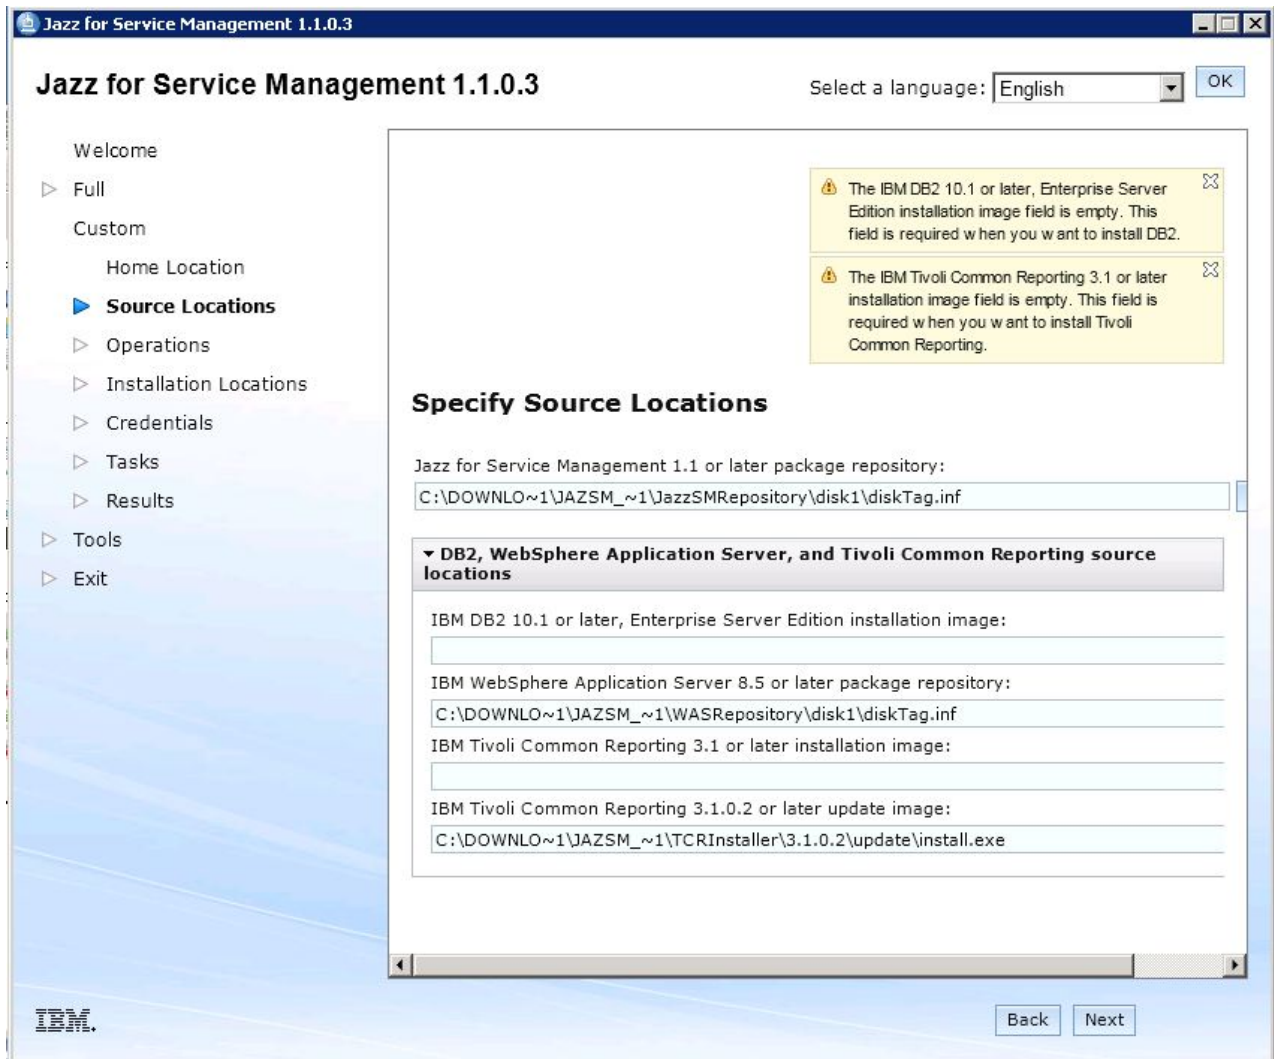 Jazz for Service Management 1.1.0.3
Jazz for Service Management 1.1.0.3
Select a language: English OK
Welcome
Full
Custom
Home Location
Source Locations
Operations
Installation Locations
Credentials
Tasks
Results
Tools
Exit
The IBM DB2 10.1 or later, Enterprise Server
Edition installation image field is empty. This
field is required when you want to install DB2.
The IBM Tivoli Common Reporting 3.1 or later
installation image field is empty. This field is
required when you want to install Tivoli
Common Reporting.
Specify Source Locations
Jazz for Service Management 1.1 or later package repository:
C:\DOWNLO~1\JAZSM_~1\JazzSMRepository\disk1\diskTag.inf
DB2, WebSphere Application Server, and Tivoli Common Reporting source
locations
IBM DB2 10.1 or later, Enterprise Server Edition installation image:
IBM WebSphere Application Server 8.5 or later package repository:
C:\DOWNLO~1\JAZSM_~1\WASRepository\disk1\diskTag.inf
IBM Tivoli Common Reporting 3.1 or later installation image:
IBM Tivoli Common Reporting 3.1.0.2 or later update image:
C:\DOWNLO~1\JAZSM_~1\TCRInstaller\3.1.0.2\update\install.exe
IBM.
Back Next